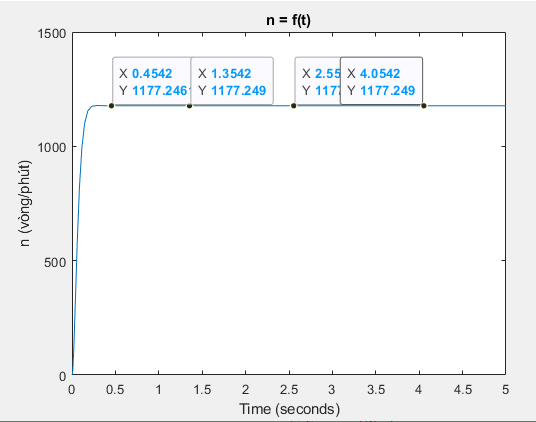 n = f(t)
1500
X 0.4542
Y 1177.246
X 1.3542
Y 1177.249
X 2.55
Y 1177
X 4.0542
Y 1177.249
1000
n (vòng/phút)
500
0
0 0.5 1 1.5 2 2.5 3 3.5 4 4.5 5
Time (seconds)